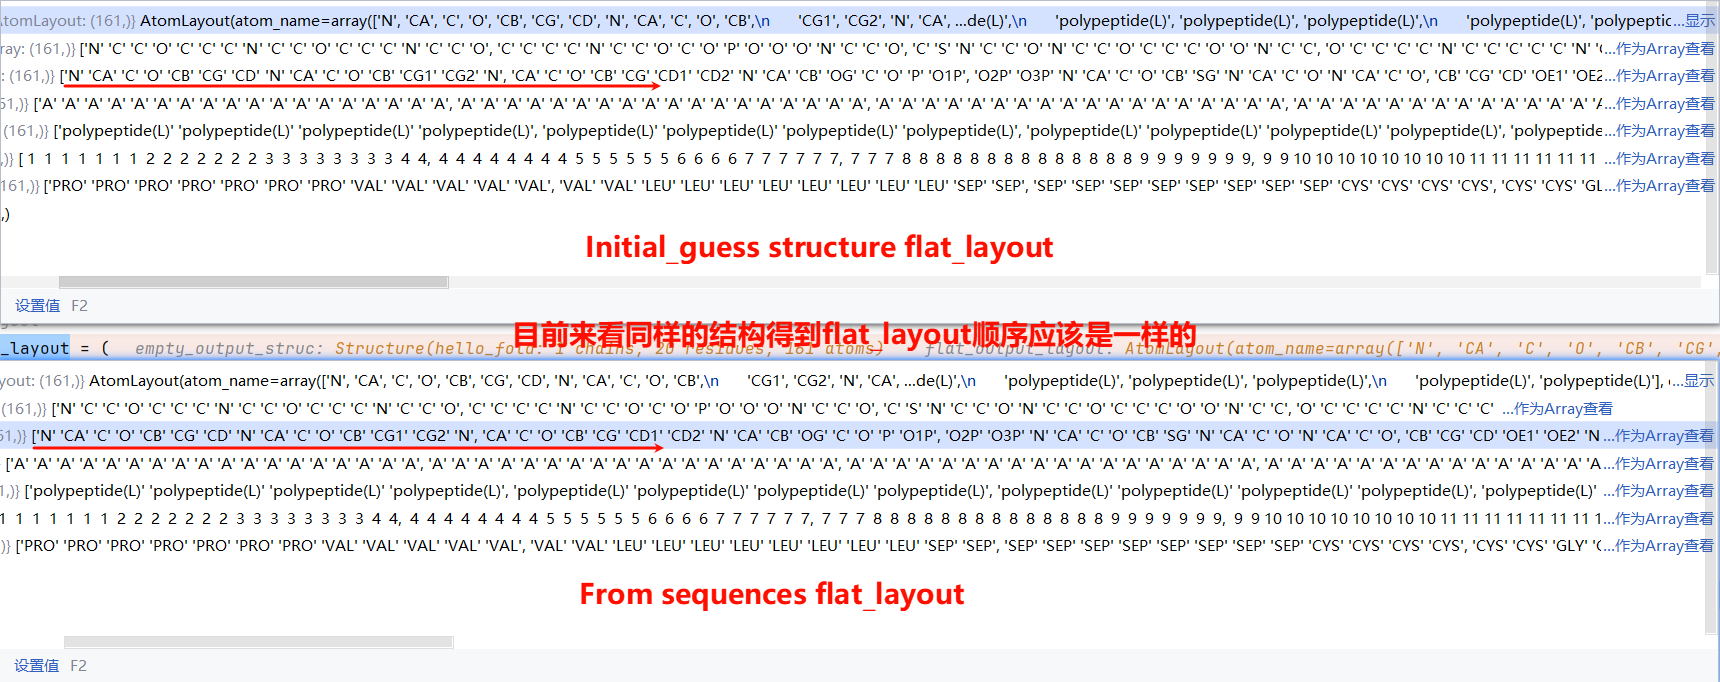 AtomLayout: (161,)} AtomLayout(atom_name=array(['N', 'CA', 'C', 'O', 'CB', 'CG', 'CD', 'N', 'CA', 'C', 'O', 'CB',\n 'CG1', 'CG2', 'N', 'CA', ...de(L)',\n 'polypeptide(L)', 'polypeptide(L)', 'polypeptide(L)',\n 'polypeptide(L)', 'polypeptic...显示
ray: (161,)} ['N' 'C' 'C' 'O' 'C' 'C' 'C' 'N' 'C' 'C' 'O' 'C' 'C' 'C' 'N' 'C' 'C' 'O', 'C' 'C' 'C' 'C' 'N' 'C' 'C' 'O' 'C' 'O' 'P' 'O' 'O' 'O' 'N' 'C' 'C' 'O', 'C' 'S' 'N' 'C' 'C' 'O' 'N' 'C' 'C' 'O' 'C' 'C' 'C' 'O' 'O' 'N' 'C' 'C', 'O' 'C' 'C' 'C' 'C' 'N' 'C' 'C' 'C' 'C' 'C' 'N' '...作为Array查看
: (161,)} ['N' 'CA' 'C' 'O' 'CB' 'CG' 'CD' 'N' 'CA' 'C' 'O' 'CB' 'CG1' 'CG2' 'N', 'CA' 'C' 'O' 'CB' 'CG' 'CD1' 'CD2' 'N' 'CA' 'CB' 'OG' 'C' 'O' 'P' 'O1P', 'O2P' 'O3P' 'N' 'CA' 'C' 'O' 'CB' 'SG' 'N' 'CA' 'C' 'O' 'N' 'CA' 'C' 'O', 'CB' 'CG' 'CD' 'OE1' 'OE2...作为Array查看
61,)} ['A' 'A' 'A' 'A' 'A' 'A' 'A' 'A' 'A' 'A' 'A' 'A' 'A' 'A' 'A' 'A' 'A' 'A', 'A' 'A' 'A' 'A' 'A' 'A' 'A' 'A' 'A' 'A' 'A' 'A' 'A' 'A' 'A' 'A' 'A' 'A', 'A' 'A' 'A' 'A' 'A' 'A' 'A' 'A' 'A' 'A' 'A' 'A' 'A' 'A' 'A' 'A' 'A' 'A', 'A' 'A' 'A' 'A' 'A' 'A' 'A' 'A' 'A' 'A' 'A' 'A' 'A' ...作为Array查看
(161,)} ['polypeptide(L)' 'polypeptide(L)' 'polypeptide(L)' 'polypeptide(L)', 'polypeptide(L)' 'polypeptide(L)' 'polypeptide(L)' 'polypeptide(L)', 'polypeptide(L)' 'polypeptide(L)' 'polypeptide(L)' 'polypeptide(L)', 'polypeptide...作为Array查看
,)} [ 1 1 1 1 1 1 1 2 2 2 2 2 2 2 3 3 3 3 3 3 3 3 4 4, 4 4 4 4 4 4 4 4 5 5 5 5 5 5 6 6 6 6 7 7 7 7 7, 7 7 7 8 8 8 8 8 8 8 8 8 8 8 9 9 9 9 9 9, 9 9 10 10 10 10 10 10 10 10 11 11 11 11 11 11 ...作为Array查看
161,)} ['PRO' 'PRO' 'PRO' 'PRO' 'PRO' 'PRO' 'PRO' 'VAL' 'VAL' 'VAL' 'VAL' 'VAL', 'VAL' 'VAL' 'LEU' 'LEU' 'LEU' 'LEU' 'LEU' 'LEU' 'LEU' 'LEU' 'SEP' 'SEP', 'SEP' 'SEP' 'SEP' 'SEP' 'SEP' 'SEP' 'SEP' 'SEP' 'CYS' 'CYS' 'CYS' 'CYS', 'CYS' 'CYS' 'GL...作为Array查看
,)
Initial_guess structure flat_layout
设置值 F2
目前来看同样的结构得到flat_layout顺序应该是一样的
_layout = ( empty_output_struc: Structure(hello_fold: 1 chains, 20 residues, 161 atoms) flat_output_layout: AtomLayout(atom_name=array(['N', 'CA', 'C', 'O', 'CB', 'CG',
yout: (161,)} AtomLayout(atom_name=array(['N', 'CA', 'C', 'O', 'CB', 'CG', 'CD', 'N', 'CA', 'C', 'O', 'CB',\n 'CG1', 'CG2', 'N', 'CA', ...de(L)',\n 'polypeptide(L)', 'polypeptide(L)', 'polypeptide(L)',\n 'polypeptide(L)', 'polypeptide(L)'], ...显示
(161,)} ['N' 'C' 'C' 'O' 'C' 'C' 'C' 'N' 'C' 'C' 'O' 'C' 'C' 'C' 'N' 'C' 'C' 'O', 'C' 'C' 'C' 'C' 'N' 'C' 'C' 'O' 'C' 'O' 'P' 'O' 'O' 'O' 'N' 'C' 'C' 'O', 'C' 'S' 'N' 'C' 'C' 'O' 'N' 'C' 'C' 'O' 'C' 'C' 'C' 'O' 'O' 'N' 'C' 'C', 'O' 'C' 'C' 'C' 'C' 'N' 'C' 'C' 'C' ...作为Array查看
61,)} ['N' 'CA' 'C' 'O' 'CB' 'CG' 'CD' 'N' 'CA' 'C' 'O' 'CB' 'CG1' 'CG2' 'N', 'CA' 'C' 'O' 'CB' 'CG' 'CD1' 'CD2' 'N' 'CA' 'CB' 'OG' 'C' 'O' 'P' 'O1P', 'O2P' 'O3P' 'N' 'CA' 'C' 'O' 'CB' 'SG' 'N' 'CA' 'C' 'O' 'N' 'CA' 'C' 'O', 'CB' 'CG' 'CD' 'OE1' 'OE2' 'N ...作为Array查看
['A' 'A' 'A' 'A' 'A' 'A' 'A' 'A' 'A' 'A' 'A' 'A' 'A' 'A' 'A' 'A' 'A' 'A', 'A' 'A' 'A' 'A' 'A' 'A' 'A' 'A' 'A' 'A' 'A' 'A' 'A' 'A' 'A' 'A' 'A' 'A', 'A' 'A' 'A' 'A' 'A' 'A' 'A' 'A' 'A' 'A' 'A' 'A' 'A' 'A' 'A' 'A' 'A' 'A', 'A' 'A' 'A' 'A' 'A' 'A' 'A' 'A' 'A' 'A' 'A' 'A' 'A' 'A ...作为Array查看
1,)} ['polypeptide(L)' 'polypeptide(L)' 'polypeptide(L)' 'polypeptide(L)', 'polypeptide(L)' 'polypeptide(L)' 'polypeptide(L)' 'polypeptide(L)', 'polypeptide(L)' 'polypeptide(L)' 'polypeptide(L)' 'polypeptide(L)', 'polypeptide(L)' ...作为Array查看
1 1 1 1 1 1 1 2 2 2 2 2 2 2 3 3 3 3 3 3 3 3 4 4, 4 4 4 4 4 4 4 4 5 5 5 5 5 5 6 6 6 6 7 7 7 7 7, 7 7 7 8 8 8 8 8 8 8 8 8 8 8 9 9 9 9 9 9, 9 9 10 10 10 10 10 10 10 10 11 11 11 11 11 11 1 ...作为Array查看
)} ['PRO' 'PRO' 'PRO' 'PRO' 'PRO' 'PRO' 'PRO' 'VAL' 'VAL' 'VAL' 'VAL' 'VAL', 'VAL' 'VAL' 'LEU' 'LEU' 'LEU' 'LEU' 'LEU' 'LEU' 'LEU' 'LEU' 'SEP' 'SEP', 'SEP' 'SEP' 'SEP' 'SEP' 'SEP' 'SEP' 'SEP' 'SEP' 'CYS' 'CYS' 'CYS' 'CYS', 'CYS' 'CYS' 'GLY' '...作为Array查看
From sequences flat_layout
设置值 F2